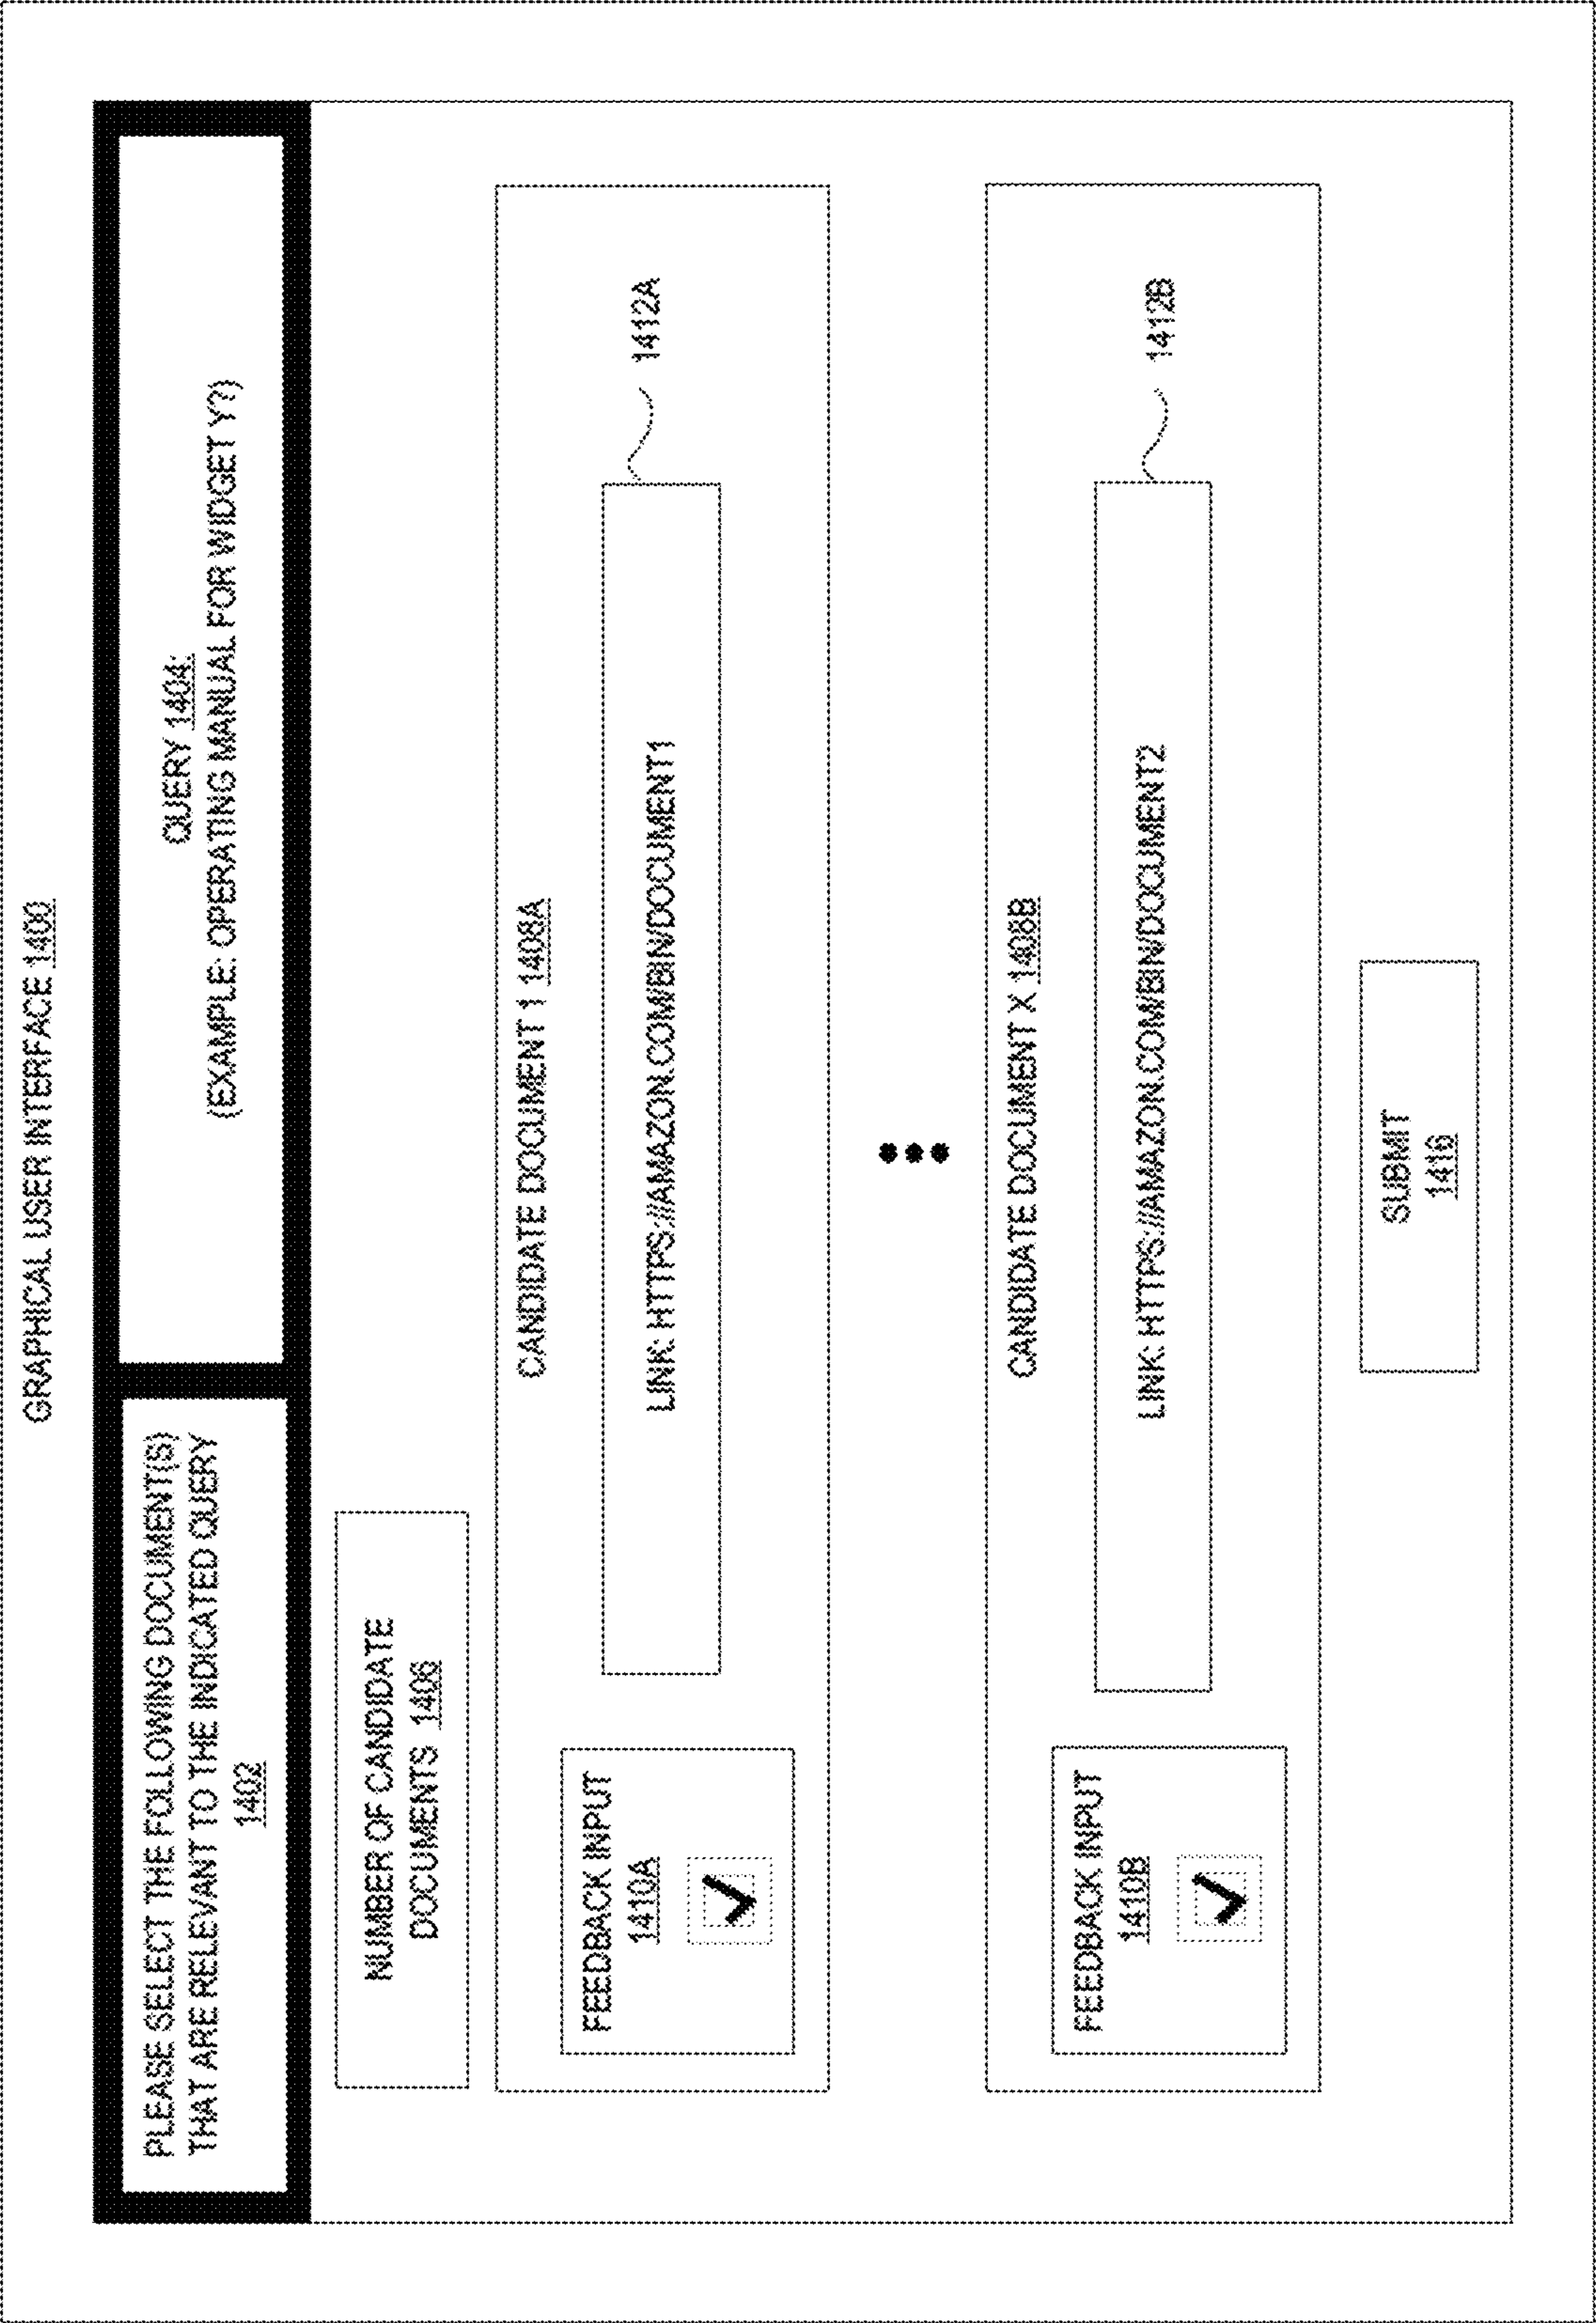 GRAPHICAL USER INTERFACE 1400
PLEASE SELECT THE FOLLOWING DOCUMENT(S)
THAT ARE RELEVANT TO THE INDICATED QUERY
1402
QUERY 1404:
(EXAMPLE: OPERATING MANUAL FOR WIDGET Y?)
NUMBER OF CANDIDATE
DOCUMENTS 1406
CANDIDATE DOCUMENT 1 1408A
FEEDBACK INPUT
1410A
LINK: HTTPS://AMAZON.COM/BIN/DOCUMENT1
1412A
CANDIDATE DOCUMENT X 1408B
FEEDBACK INPUT
1410B
LINK: HTTPS://AMAZON.COM/BIN/DOCUMENT2
1412B
SUBMIT
1416